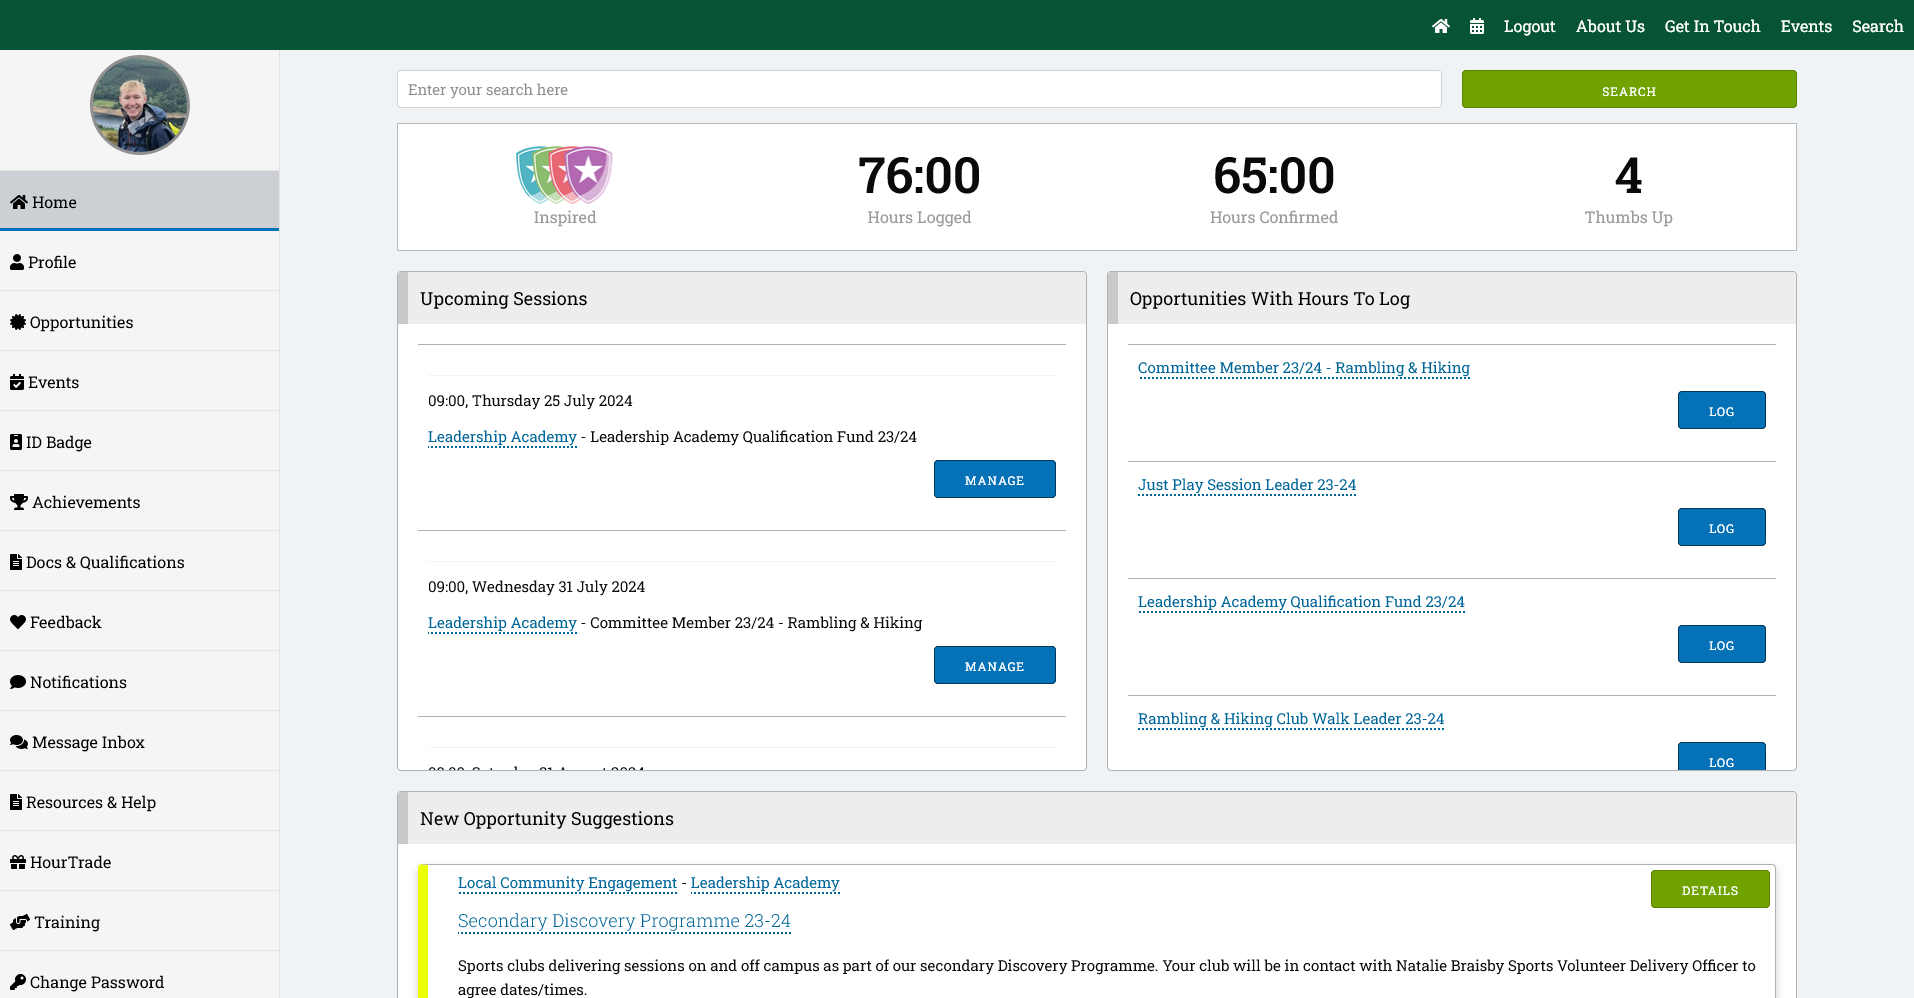 Logout About Us Get In Touch Events Search
Enter your search here
SEARCH
Inspired
76:00
Hours Logged
65:00
Hours Confirmed
4
Thumbs Up
Home
Profile
Opportunities
Events
ID Badge
Achievements
Docs & Qualifications
Feedback
Notifications
Message Inbox
Resources & Help
HourTrade
Training
Change Password
Upcoming Sessions
09:00, Thursday 25 July 2024
Leadership Academy - Leadership Academy Qualification Fund 23/24
MANAGE
09:00, Wednesday 31 July 2024
Leadership Academy - Committee Member 23/24 - Rambling & Hiking
MANAGE
Opportunities With Hours To Log
Committee Member 23/24 - Rambling & Hiking
LOG
Just Play Session Leader 23-24
LOG
Leadership Academy Qualification Fund 23/24
LOG
Rambling & Hiking Club Walk Leader 23-24
LOG
New Opportunity Suggestions
Local Community Engagement - Leadership Academy
DETAILS
Secondary Discovery Programme 23-24
Sports clubs delivering sessions on and off campus as part of our secondary Discovery Programme. Your club will be in contact with Natalie Braisby Sports Volunteer Delivery Officer to
agree dates/times.